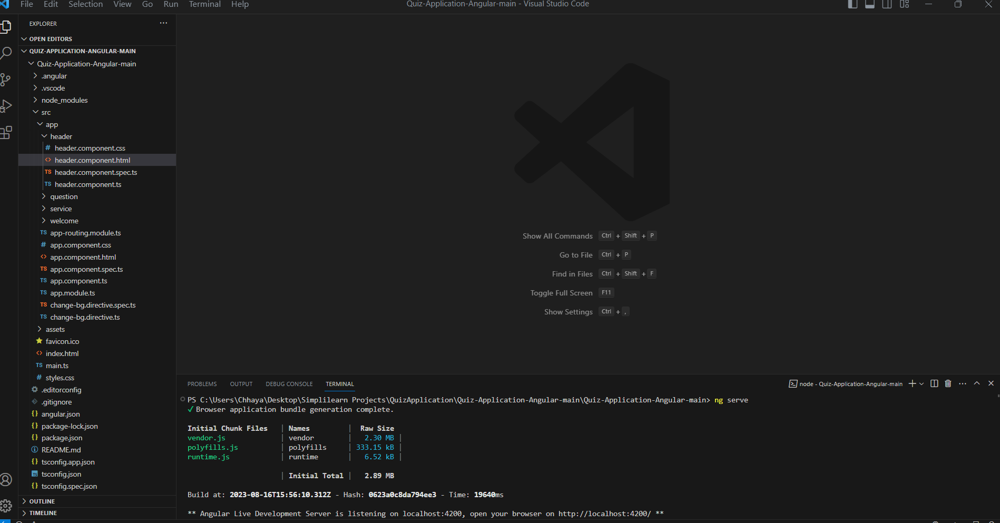 File Edit Selection View Go Run Terminal Help
Quiz-Application-Angular-main - Visual Studio Code
EXPLORER
OPEN EDITORS
QUIZ-APPLICATION-ANGULAR-MAIN
Quiz-Application-Angular-main
.angular
.vscode
node_modules
src
app
header
# header.component.css
<> header.component.html
TS header.component.spec.ts
TS header.component.ts
question
service
welcome
TS app-routing.module.ts
# app.component.css
<> app.component.html
TS app.component.spec.ts
TS app.component.ts
TS app.module.ts
TS change-bg.directive.spec.ts
TS change-bg.directive.ts
assets
favicon.ico
<> index.html
TS main.ts
# styles.css
.editorconfig
.gitignore
{} angular.json
{} package-lock.json
{} package.json
README.md
{} tsconfig.app.json
TS tsconfig.json
{} tsconfig.spec.json
OUTLINE
TIMELINE
Show All Commands Ctrl + Shift + P
Go to File Ctrl + P
Find in Files Ctrl + Shift + F
Toggle Full Screen F11
Show Settings Ctrl + ,
PROBLEMS OUTPUT DEBUG CONSOLE TERMINAL
node - Quiz-Application-Angular-main
PS C:\Users\Chhaya\Desktop\Simplilearn Projects\QuizApplication\Quiz-Application-Angular-main\Quiz-Application-Angular-main> ng serve
✓ Browser application bundle generation complete.
Initial Chunk Files | Names | Raw Size
vendor.js | vendor | 2.30 MB |
polyfills.js | polyfills | 333.15 kB |
runtime.js | runtime | 6.52 kB |
| Initial Total | 2.89 MB
Build at: 2023-08-16T15:56:10.312Z - Hash: 0623a0c8da794ee3 - Time: 19640ms
** Angular Live Development Server is listening on localhost:4200, open your browser on http://localhost:4200/ **